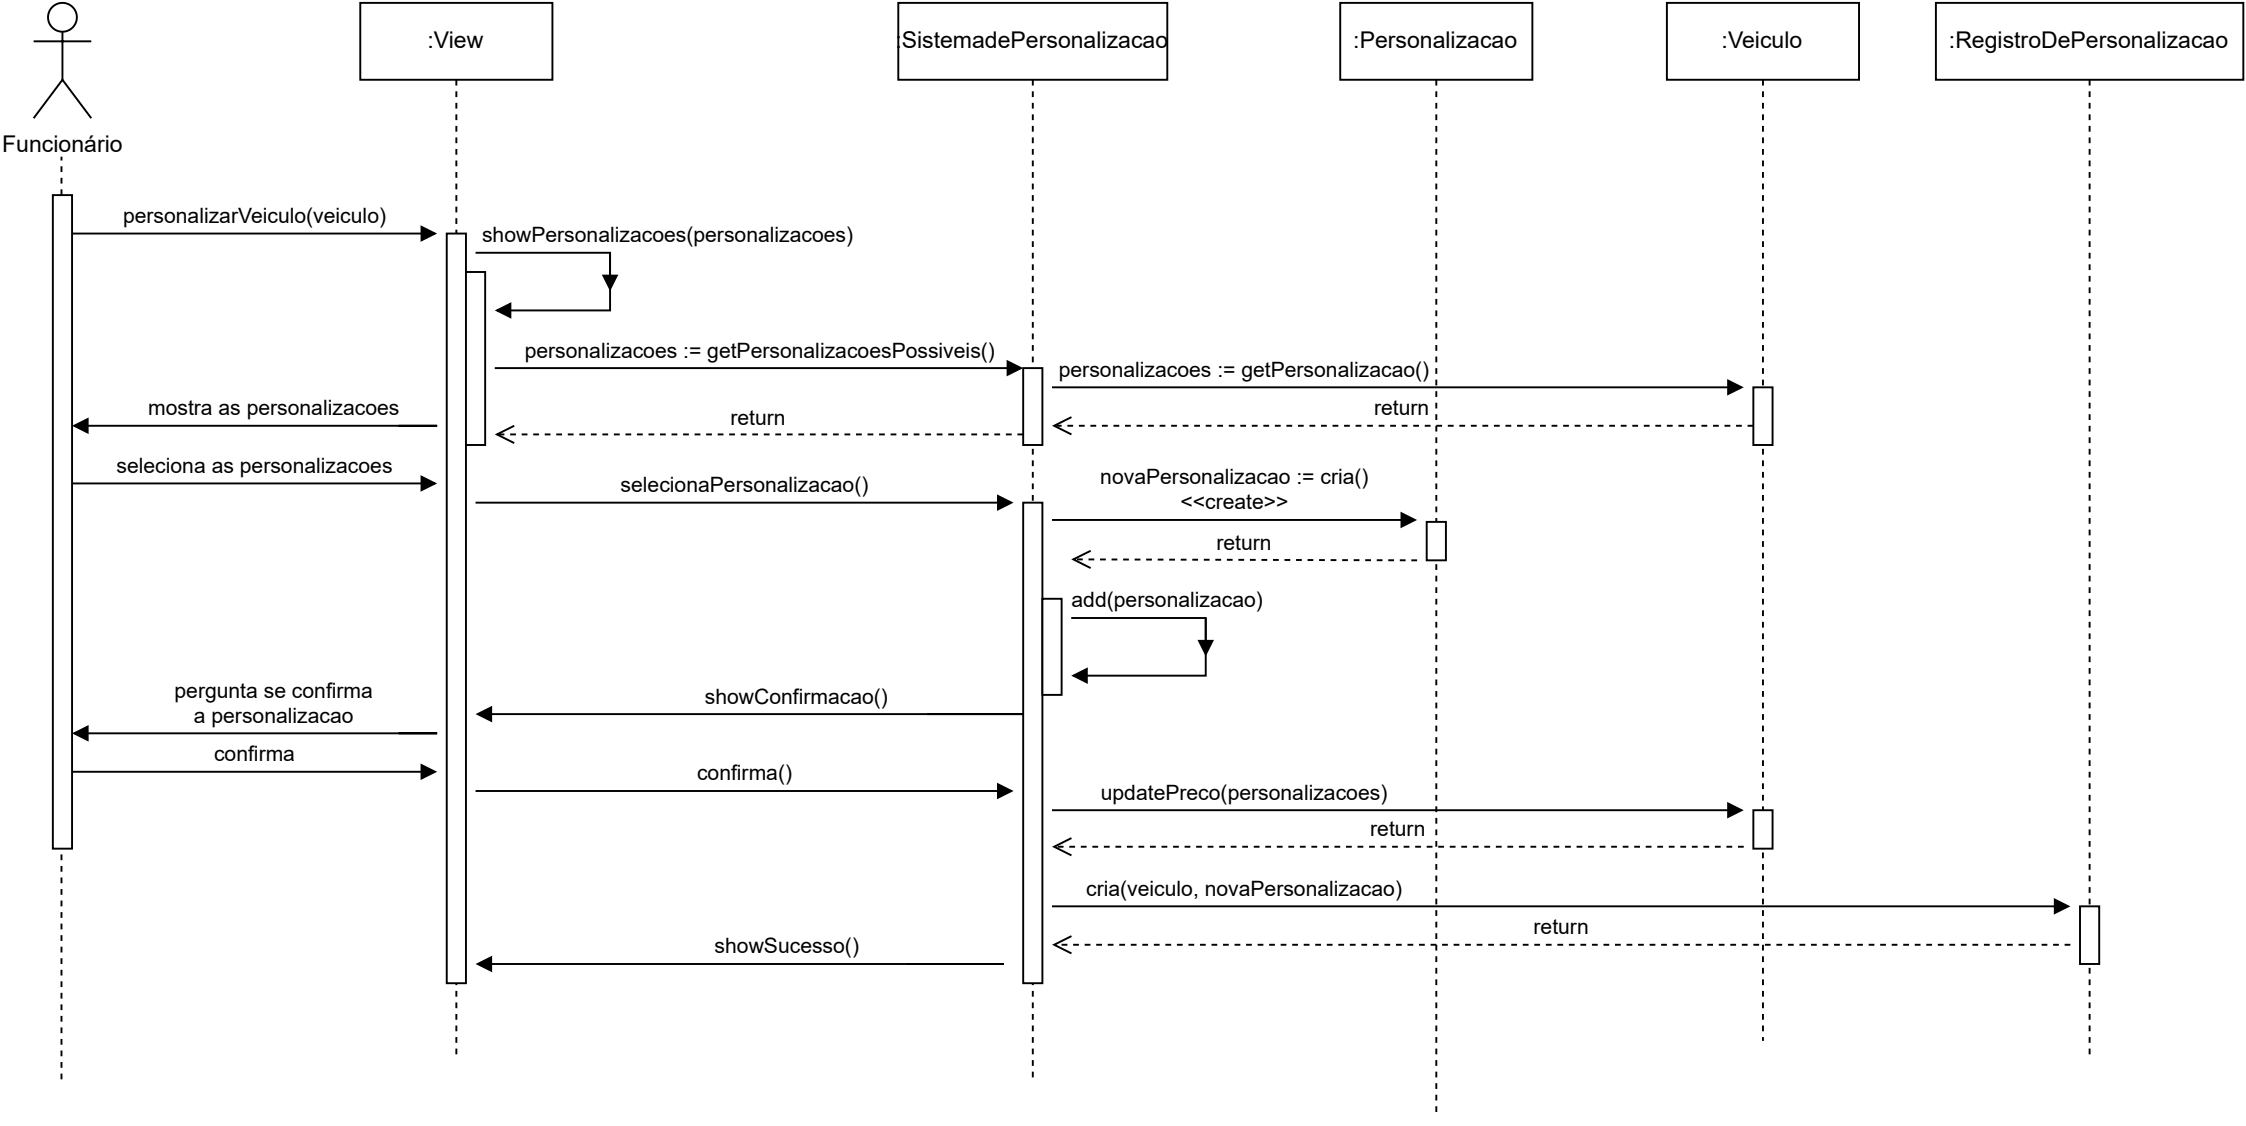 :View
:SistemadePersonalizacao
:Personalizacao
:Veiculo
:RegistroDePersonalizacao
Funcionário
personalizarVeiculo(veiculo)
showPersonalizacoes(personalizacoes)
personalizacoes := getPersonalizacoesPossiveis()
personalizacoes := getPersonalizacao()
mostra as personalizacoes
return
return
seleciona as personalizacoes
selecionaPersonalizacao()
novaPersonalizacao := cria()
<<create>>
return
add(personalizacao)
pergunta se confirma
a personalizacao
showConfirmacao()
confirma
confirma()
updatePreco(personalizacoes)
return
cria(veiculo, novaPersonalizacao)
return
showSucesso()